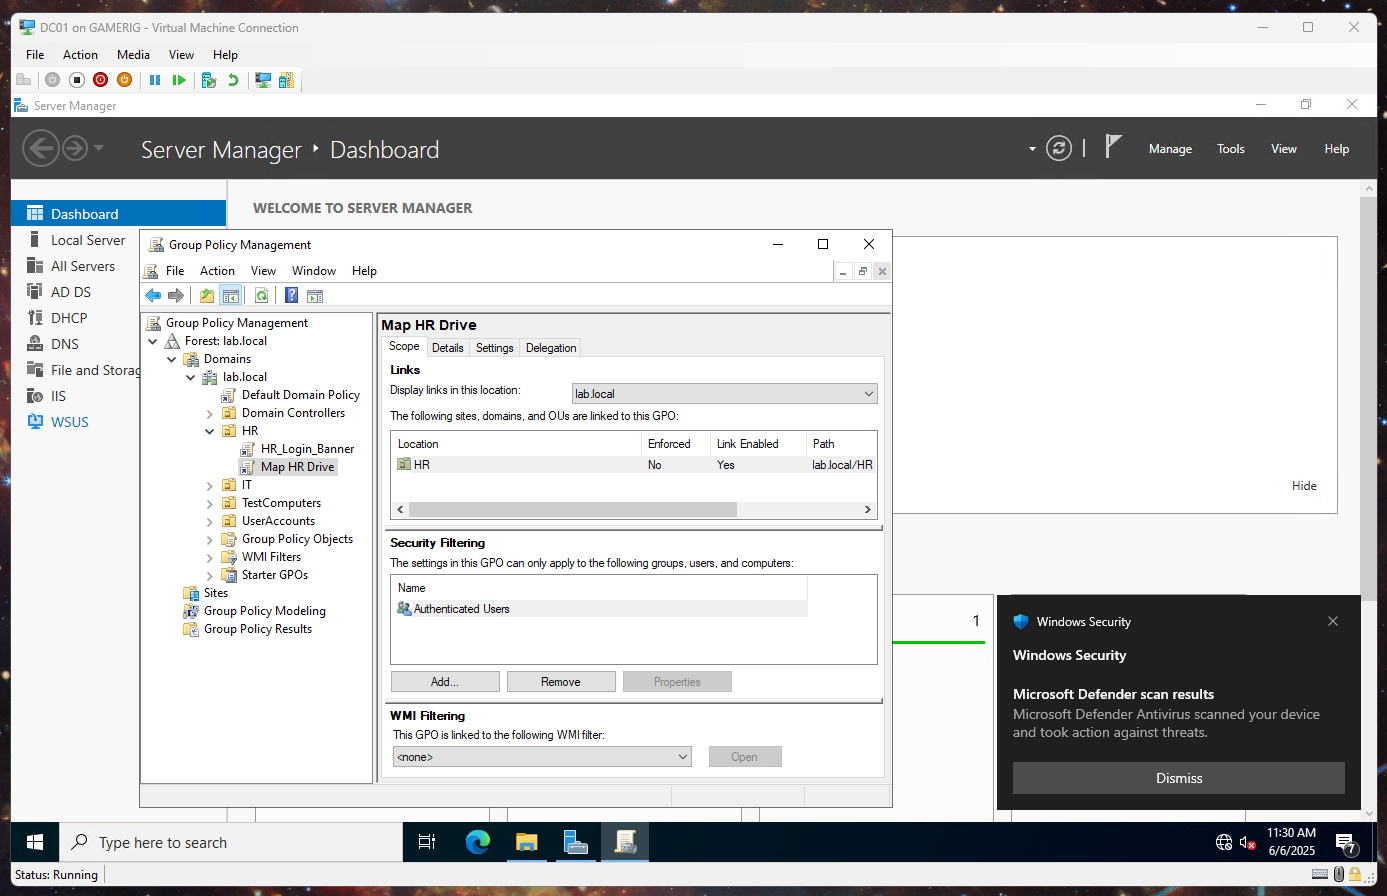 DC01 on GAMERIG - Virtual Machine Connection
File Action Media View Help
Server Manager
Server Manager Dashboard
Manage Tools View Help
Dashboard
Local Server
All Servers
AD DS
DHCP
DNS
File and Storag
IIS
WSUS
WELCOME TO SERVER MANAGER
Hide
1
Group Policy Management
File Action View Window Help
Group Policy Management
Forest: lab.local
Domains
lab.local
Default Domain Policy
Domain Controllers
HR
HR_Login_Banner
Map HR Drive
IT
TestComputers
UserAccounts
Group Policy Objects
WMI Filters
Starter GPOs
Sites
Group Policy Modeling
Group Policy Results
Map HR Drive
Scope Details Settings Delegation
Links
Display links in this location: lab.local
The following sites, domains, and OUs are linked to this GPO:
Location Enforced Link Enabled Path
HR No Yes lab.local/HR
Security Filtering
The settings in this GPO can only apply to the following groups, users, and computers:
Name
Authenticated Users
Add... Remove Properties
WMI Filtering
This GPO is linked to the following WMI filter:
<none> Open
Windows Security
Windows Security
Microsoft Defender scan results
Microsoft Defender Antivirus scanned your device
and took action against threats.
Dismiss
Type here to search
11:30 AM
6/6/2025
7
Status: Running